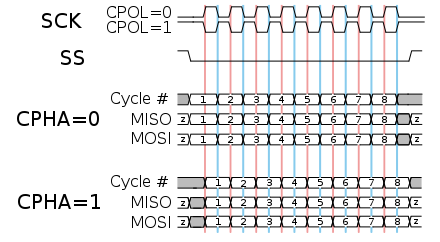 SCK CPOL=0
CPOL=1
SS
Cycle # 1 2 3 4 5 6 7 8
CPHA=0 MISO z 1 2 3 4 5 6 7 8 z
MOSI z 1 2 3 4 5 6 7 8 z
Cycle # 1 2 3 4 5 6 7 8
CPHA=1 MISO z 1 2 3 4 5 6 7 8 z
MOSI z 1 2 3 4 5 6 7 8 z